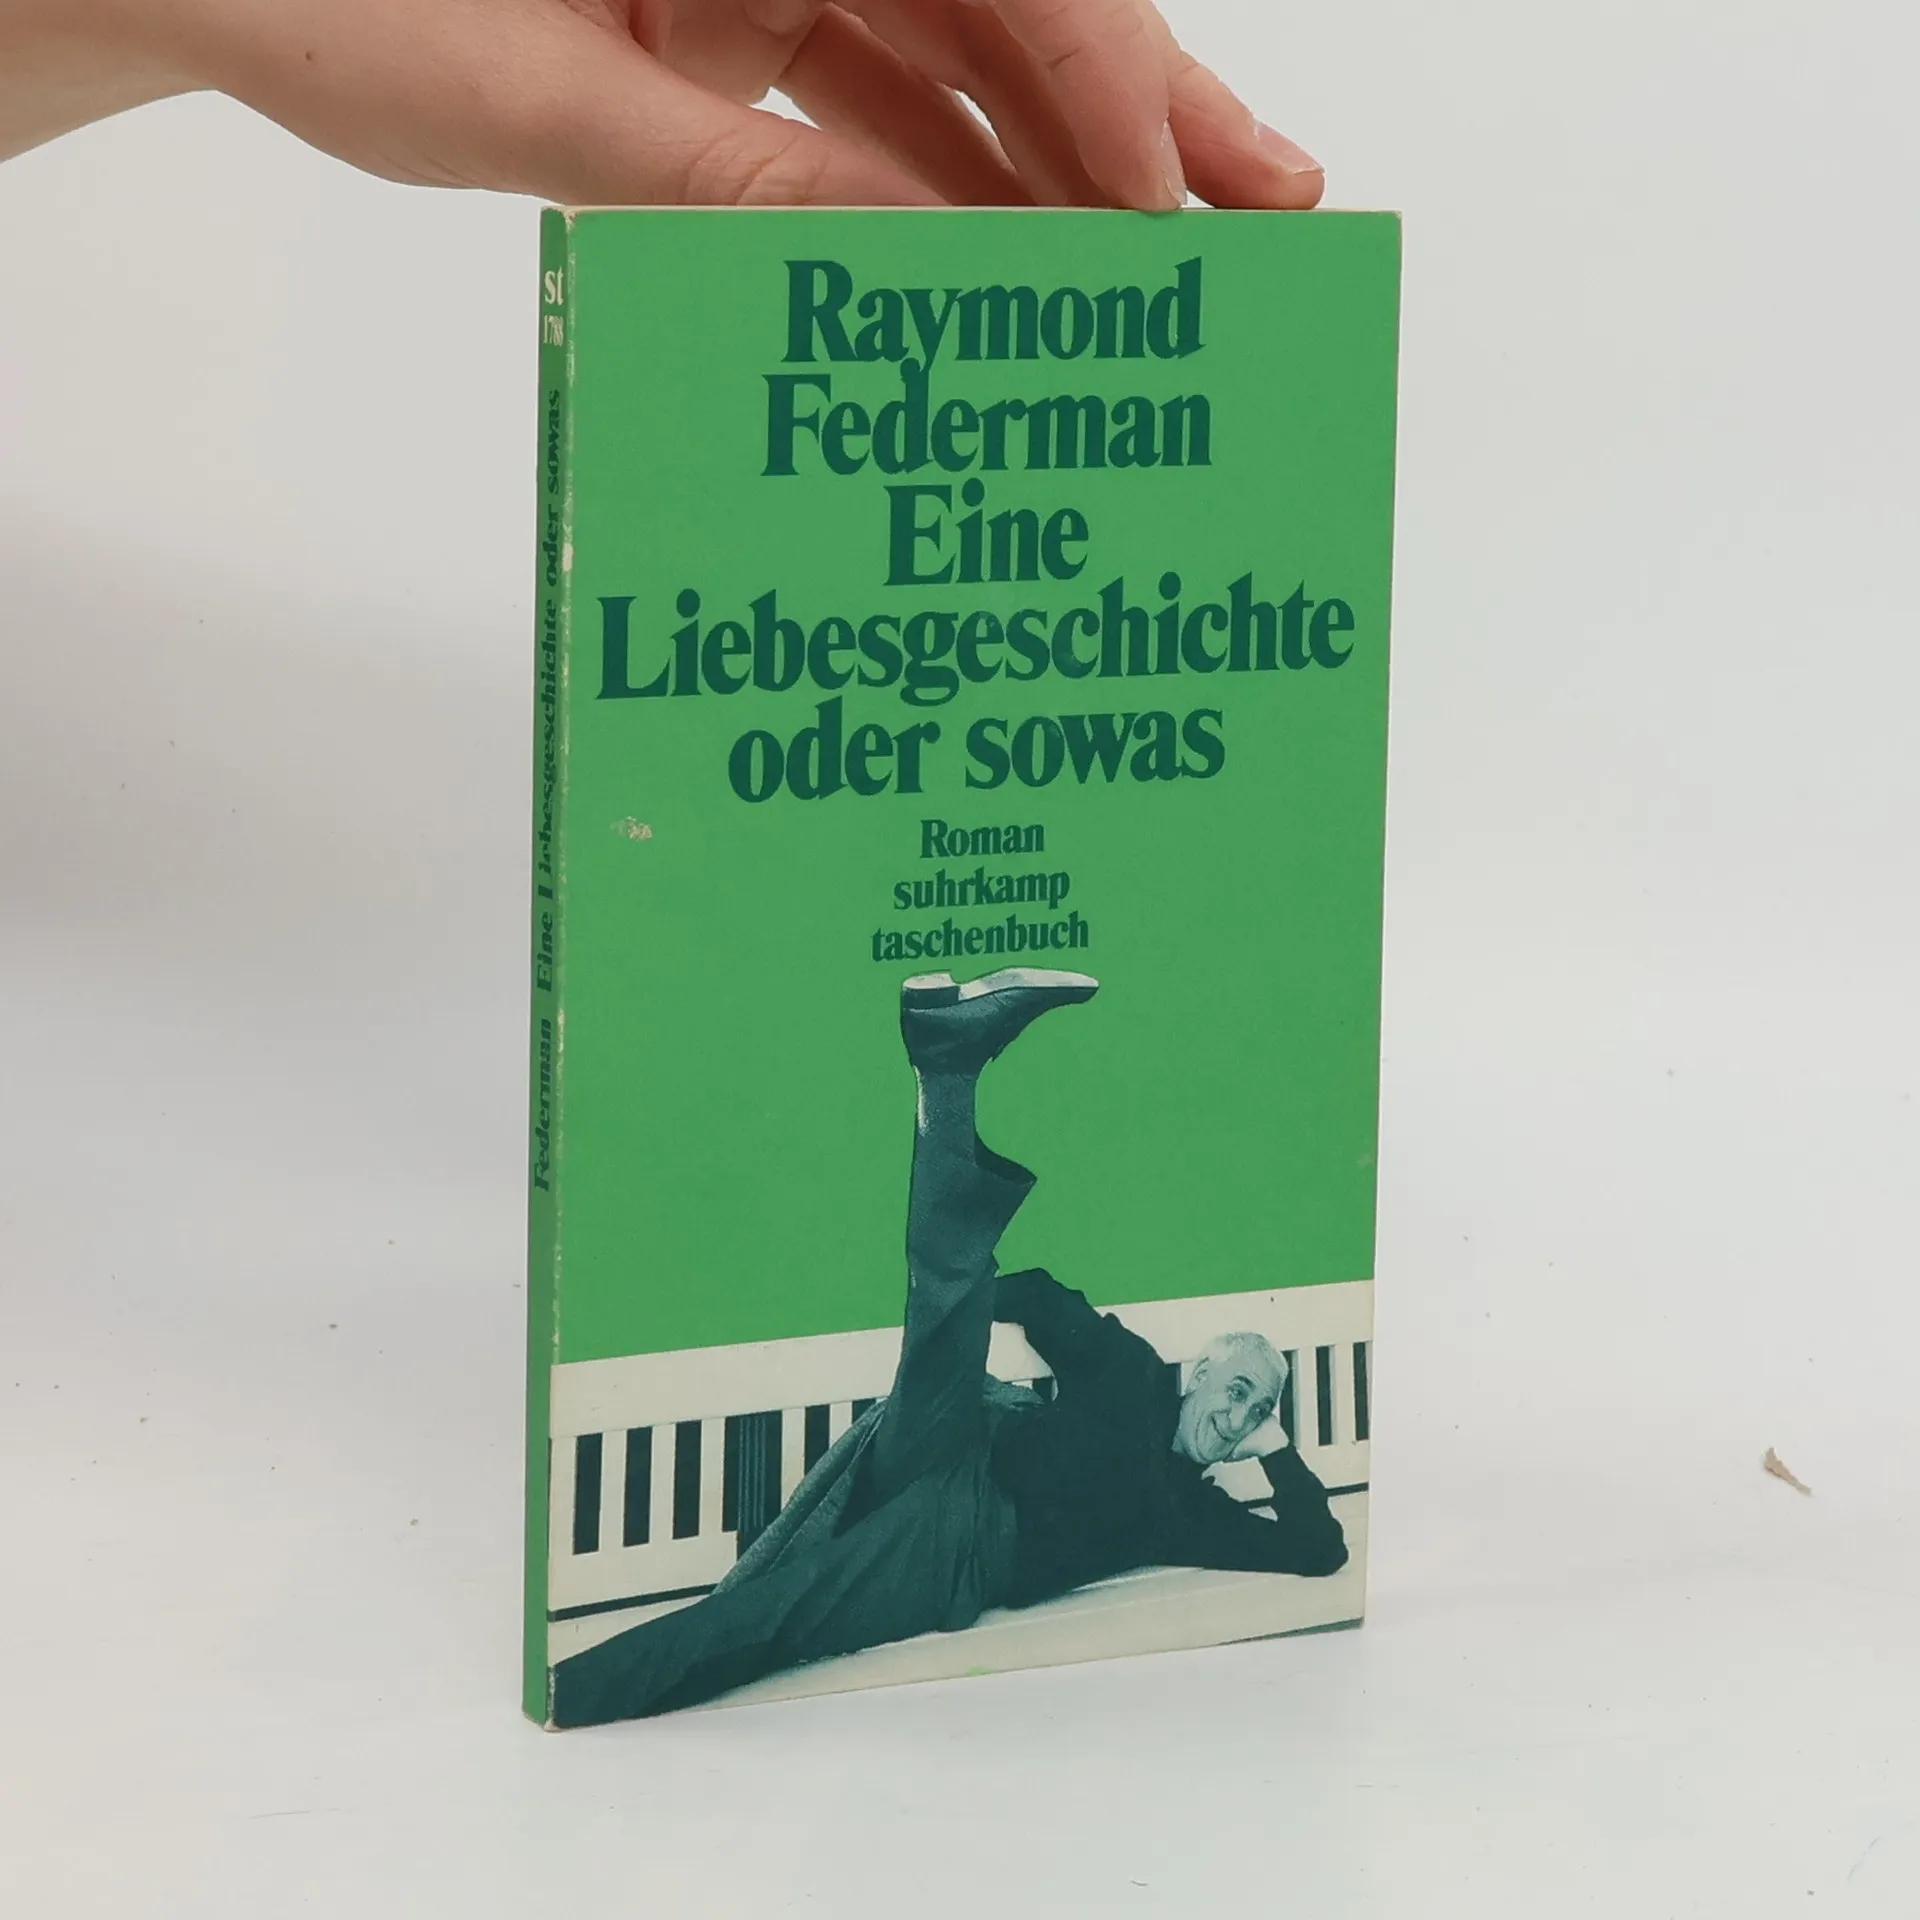 Raymond
Federman
Eine
Liebesgeschichte
oder sowas
Roman
suhrkamp
taschenbuch
st
1788
Federman Eine Liebesgeschichte oder sowas